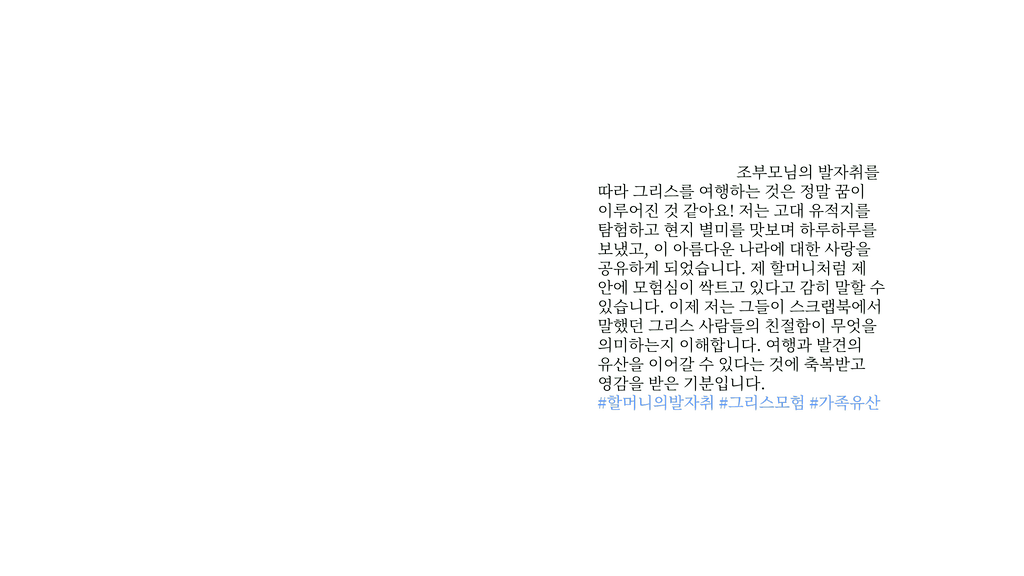 조부모님의 발자취를
따라 그리스를 여행하는 것은 정말 꿈이
이루어진 것 같아요! 저는 고대 유적지를
탐험하고 현지 별미를 맛보며 하루하루를
보냈고, 이 아름다운 나라에 대한 사랑을
공유하게 되었습니다. 제 할머니처럼 제
안에 모험심이 싹트고 있다고 감히 말할 수
있습니다. 이제 저는 그들이 스크랩북에서
말했던 그리스 사람들의 친절함이 무엇을
의미하는지 이해합니다. 여행과 발견의
유산을 이어갈 수 있다는 것에 축복받고
영감을 받은 기분입니다.
#할머니의발자취 #그리스모험 #가족유산